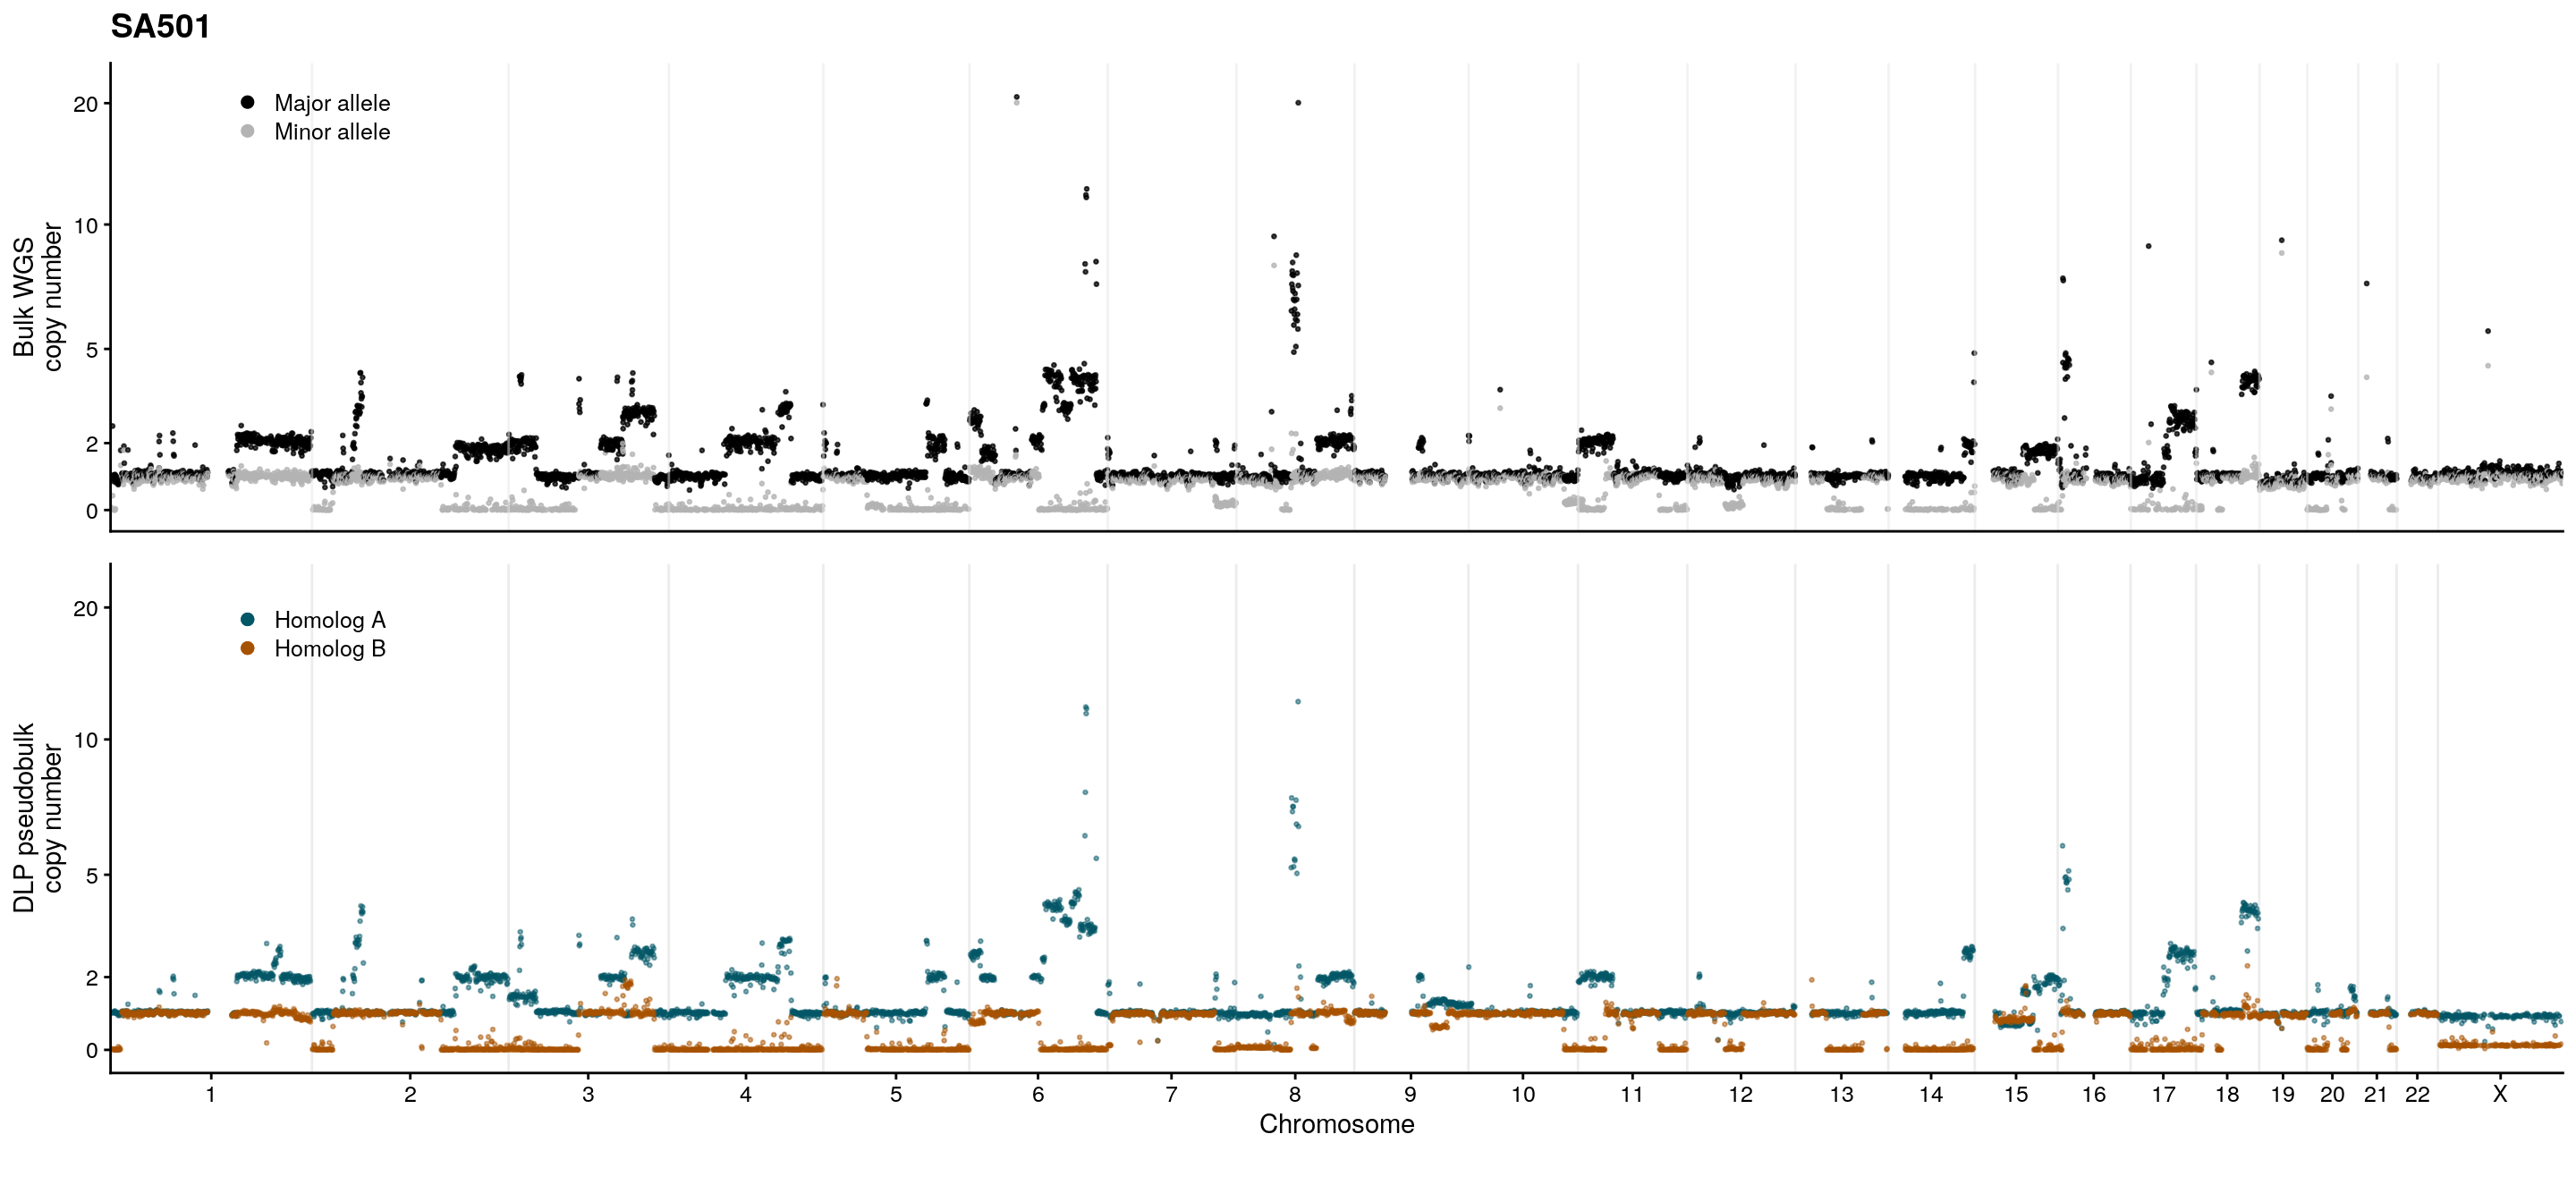 SA501
Bulk WGS
copy number
20
10
5
2
0
Major allele
Minor allele
DLP pseudobulk
copy number
20
10
5
2
0
Homolog A
Homolog B
1 2 3 4 5 6 7 8 9 10 11 12 13 14 15 16 17 18 19 20 21 22 X
Chromosome